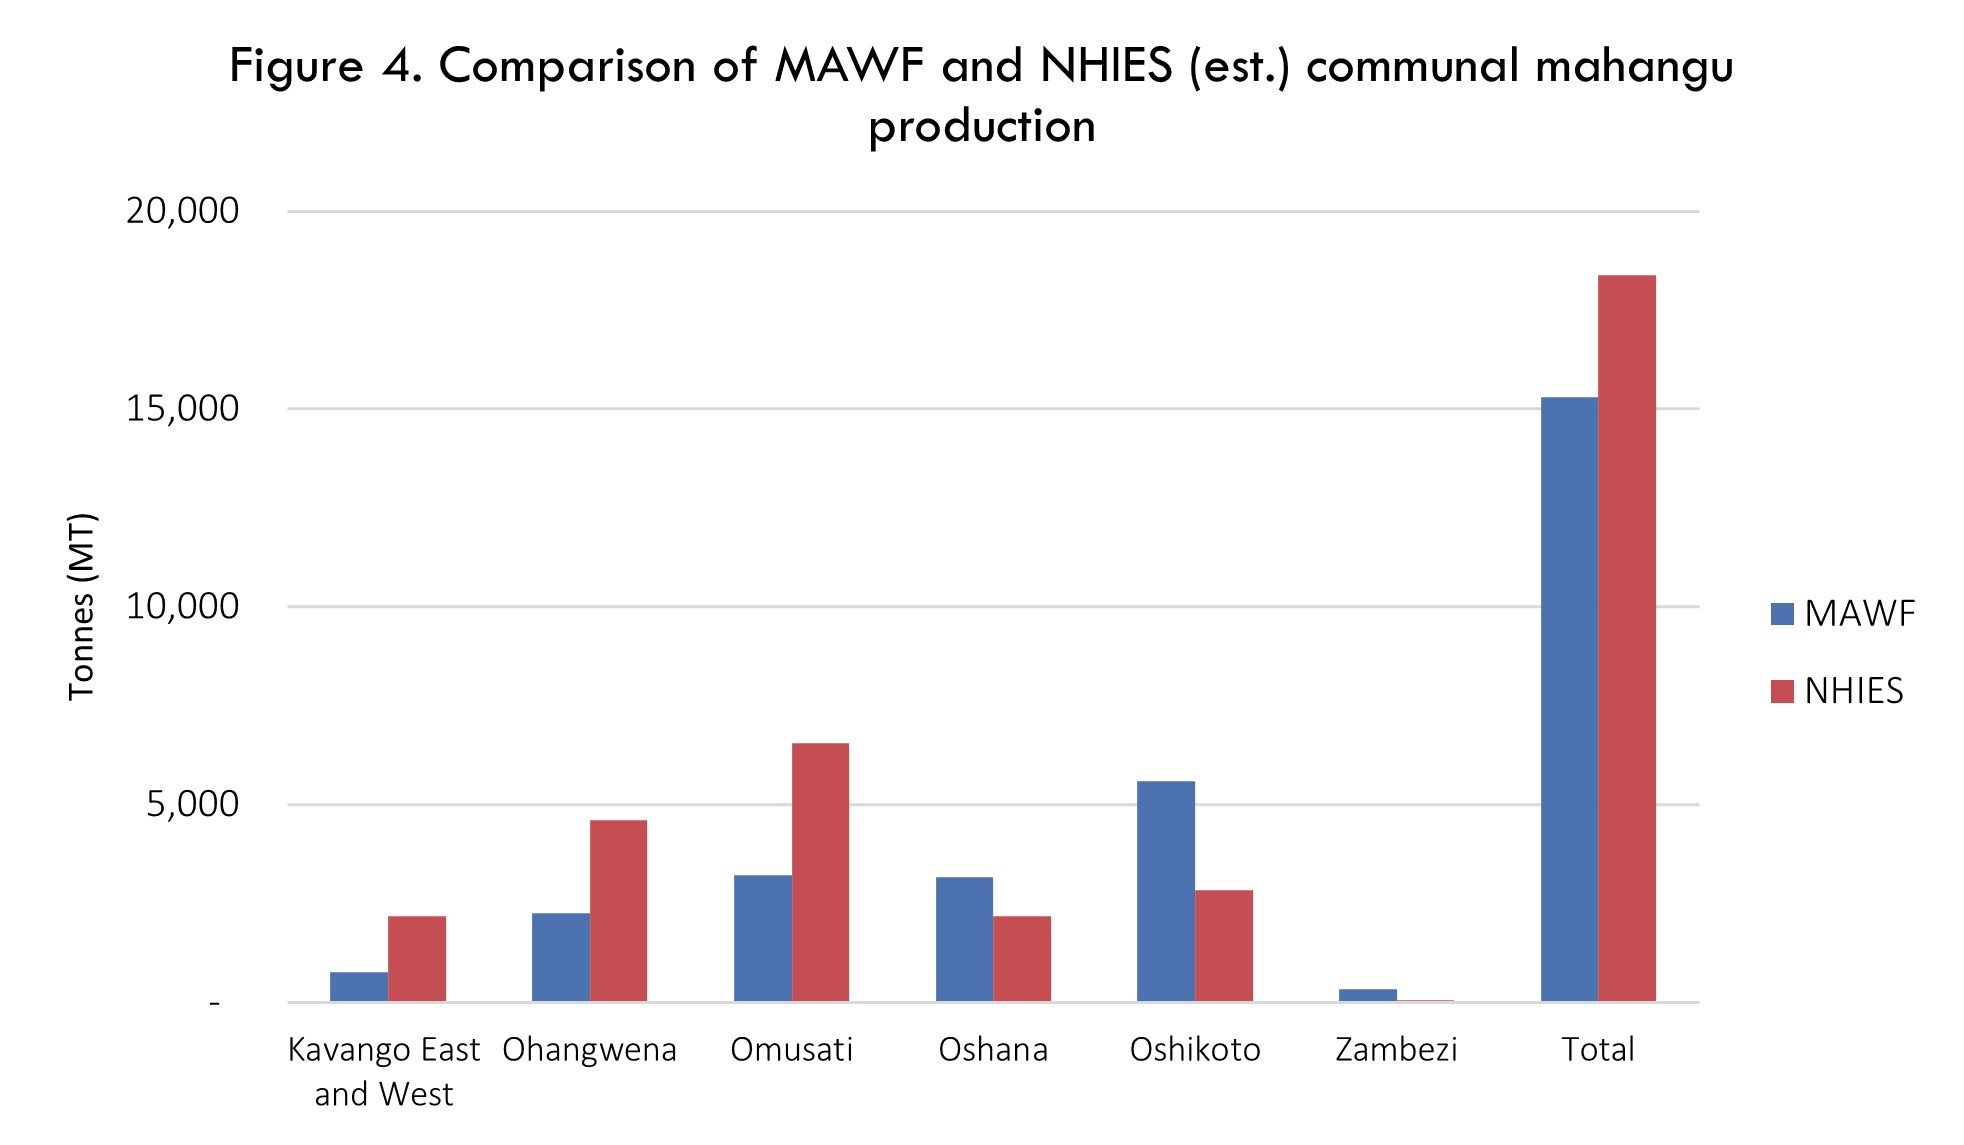 Figure 4. Comparison of MAWF and NHIES (est.) communal mahangu
production
20,000
15,000
10,000
5,000
-
Tonnes (MT)
Kavango East
and West
Ohangwena
Omusati
Oshana
Oshikoto
Zambezi
Total
MAWF
NHIES